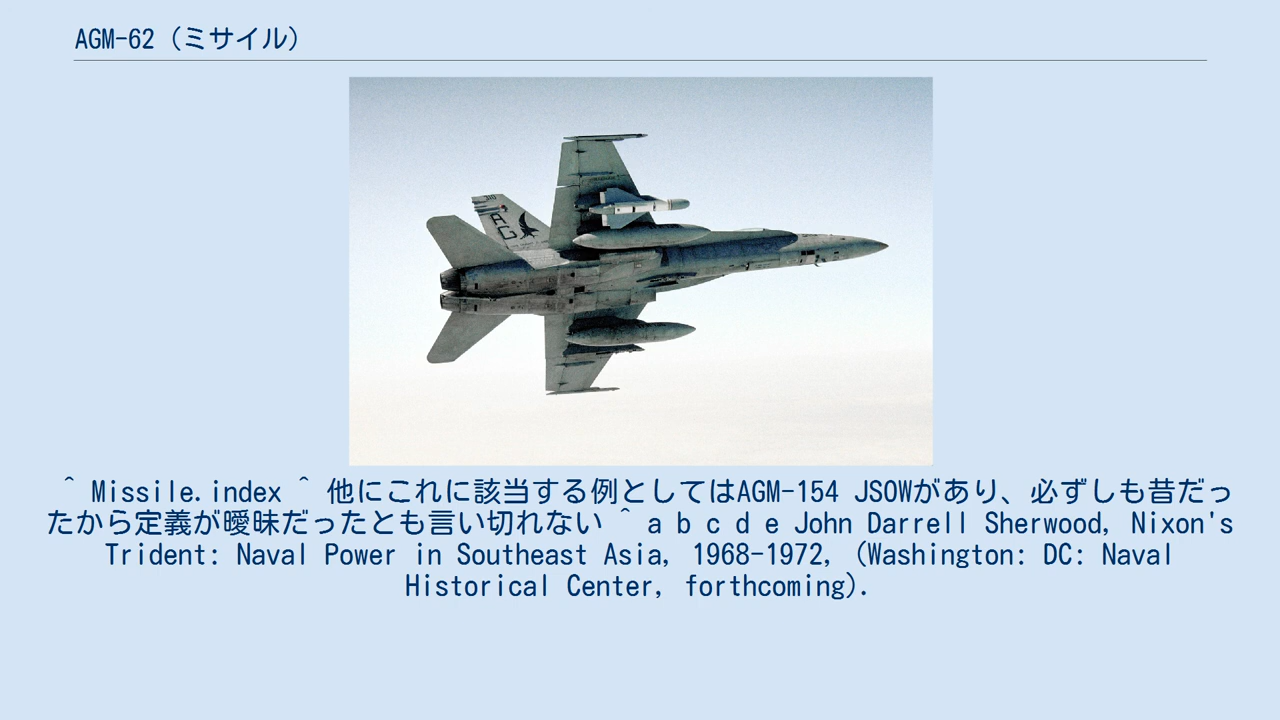 AGM-62（ミサイル）
AG
^ Missile.index ^ 他にこれに該当する例としてはAGM-154 JSOWがあり、必ずしも昔だっ
たから定義が曖昧だったとも言い切れない ^ a b c d e John Darrell Sherwood, Nixon's
Trident: Naval Power in Southeast Asia, 1968-1972, (Washington: DC: Naval
Historical Center, forthcoming).